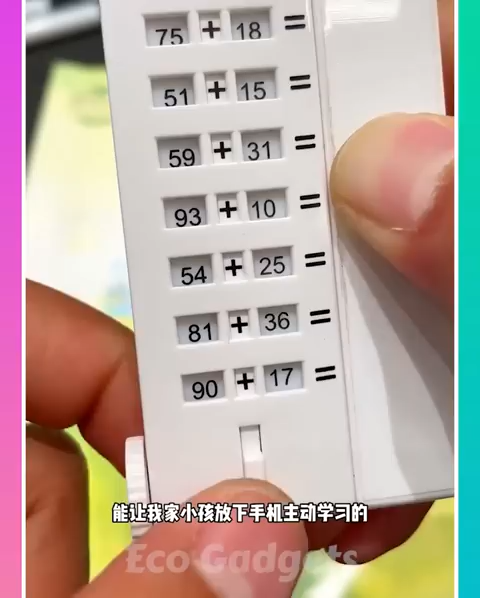 75 + 18 =
51 + 15 =
59 + 31 =
93 + 10 =
54 + 25 =
81 + 36 =
90 + 17 =
能让我家小孩放下手机主动学习的
Eco Gadgets